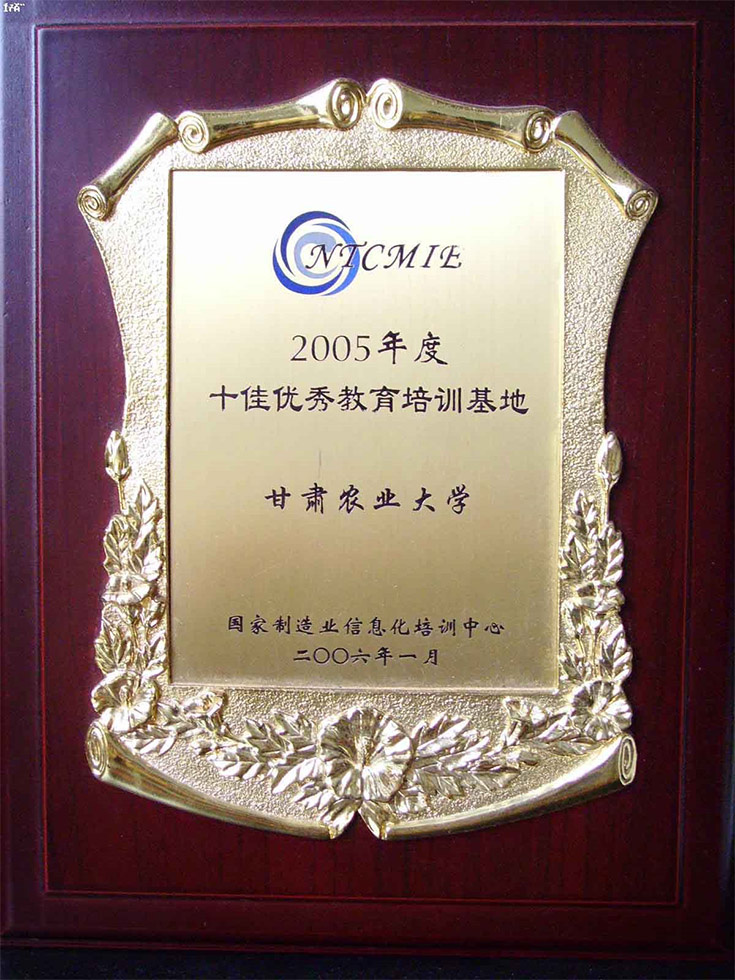 NTCMIE
2005年度
十佳优秀教育培训基地
甘肃农业大学
国家制造业信息化培训中心
二〇〇六年一月